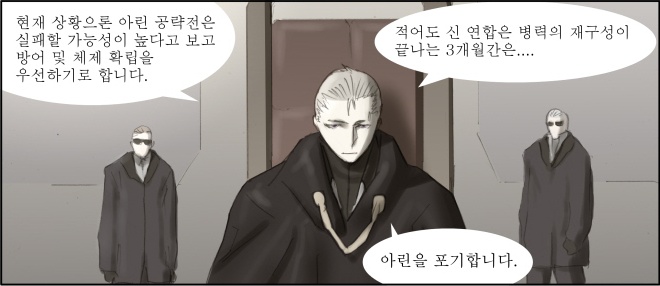 현재 상황으론 아린 공략전은
실패할 가능성이 높다고 보고
방어 및 체제 확립을
우선하기로 합니다.
적어도 신 연합은 병력의 재구성이
끝나는 3개월간은....
아린을 포기합니다.